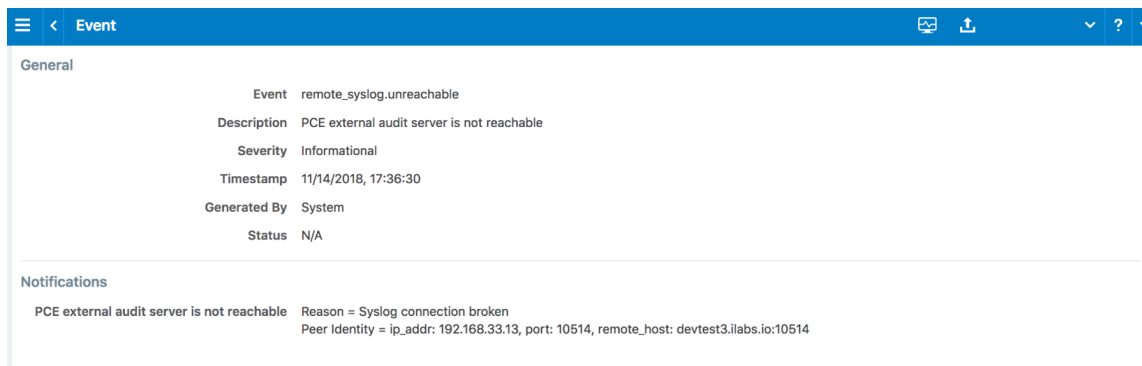 Event
?
General
Event remote_syslog.unreachable
Description PCE external audit server is not reachable
Severity Informational
Timestamp 11/14/2018, 17:36:30
Generated By System
Status N/A
Notifications
PCE external audit server is not reachable Reason = Syslog connection broken
Peer Identity = ip_addr: 192.168.33.13, port: 10514, remote_host: devtest3.ilabs.io:10514